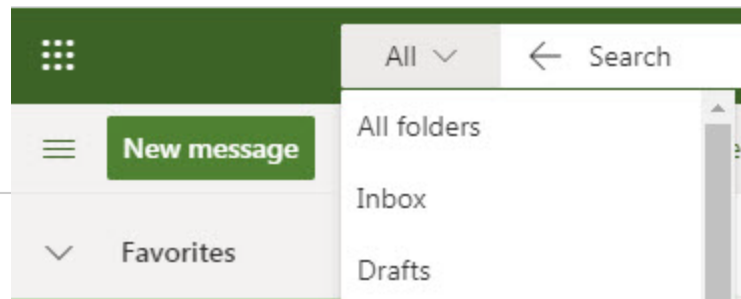 All
Search
All folders
New message
Inbox
Favorites
Drafts